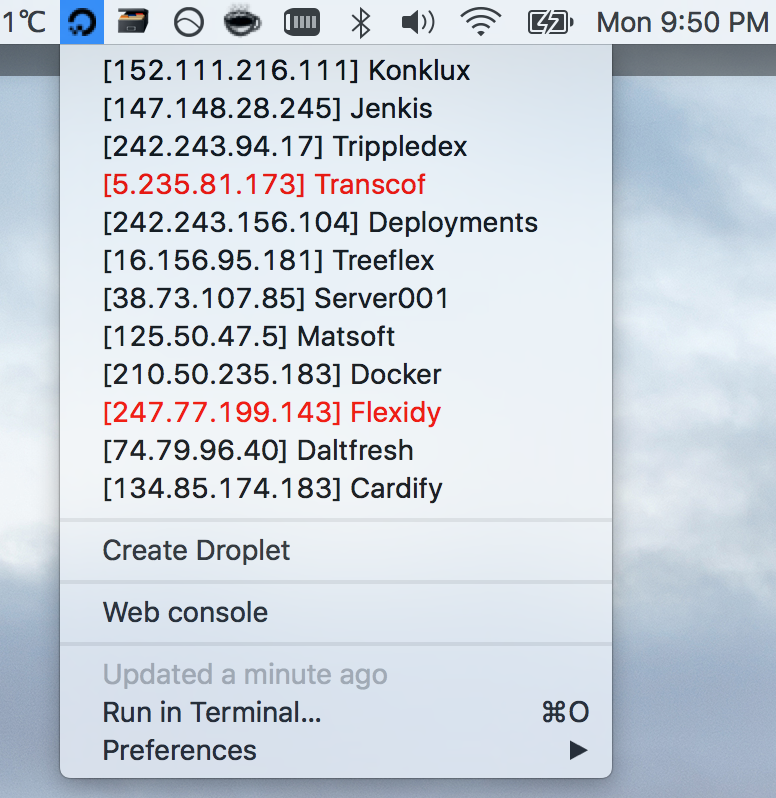 1℃ Mon 9:50 PM
[152.111.216.111] Konklux
[147.148.28.245] Jenkis
[242.243.94.17] Trippledex
[5.235.81.173] Transcof
[242.243.156.104] Deployments
[16.156.95.181] Treeflex
[38.73.107.85] Server001
[125.50.47.5] Matsoft
[210.50.235.183] Docker
[247.77.199.143] Flexidy
[74.79.96.40] Daltfresh
[134.85.174.183] Cardify
Create Droplet
Web console
Updated a minute ago
Run in Terminal... ⌘O
Preferences ▶